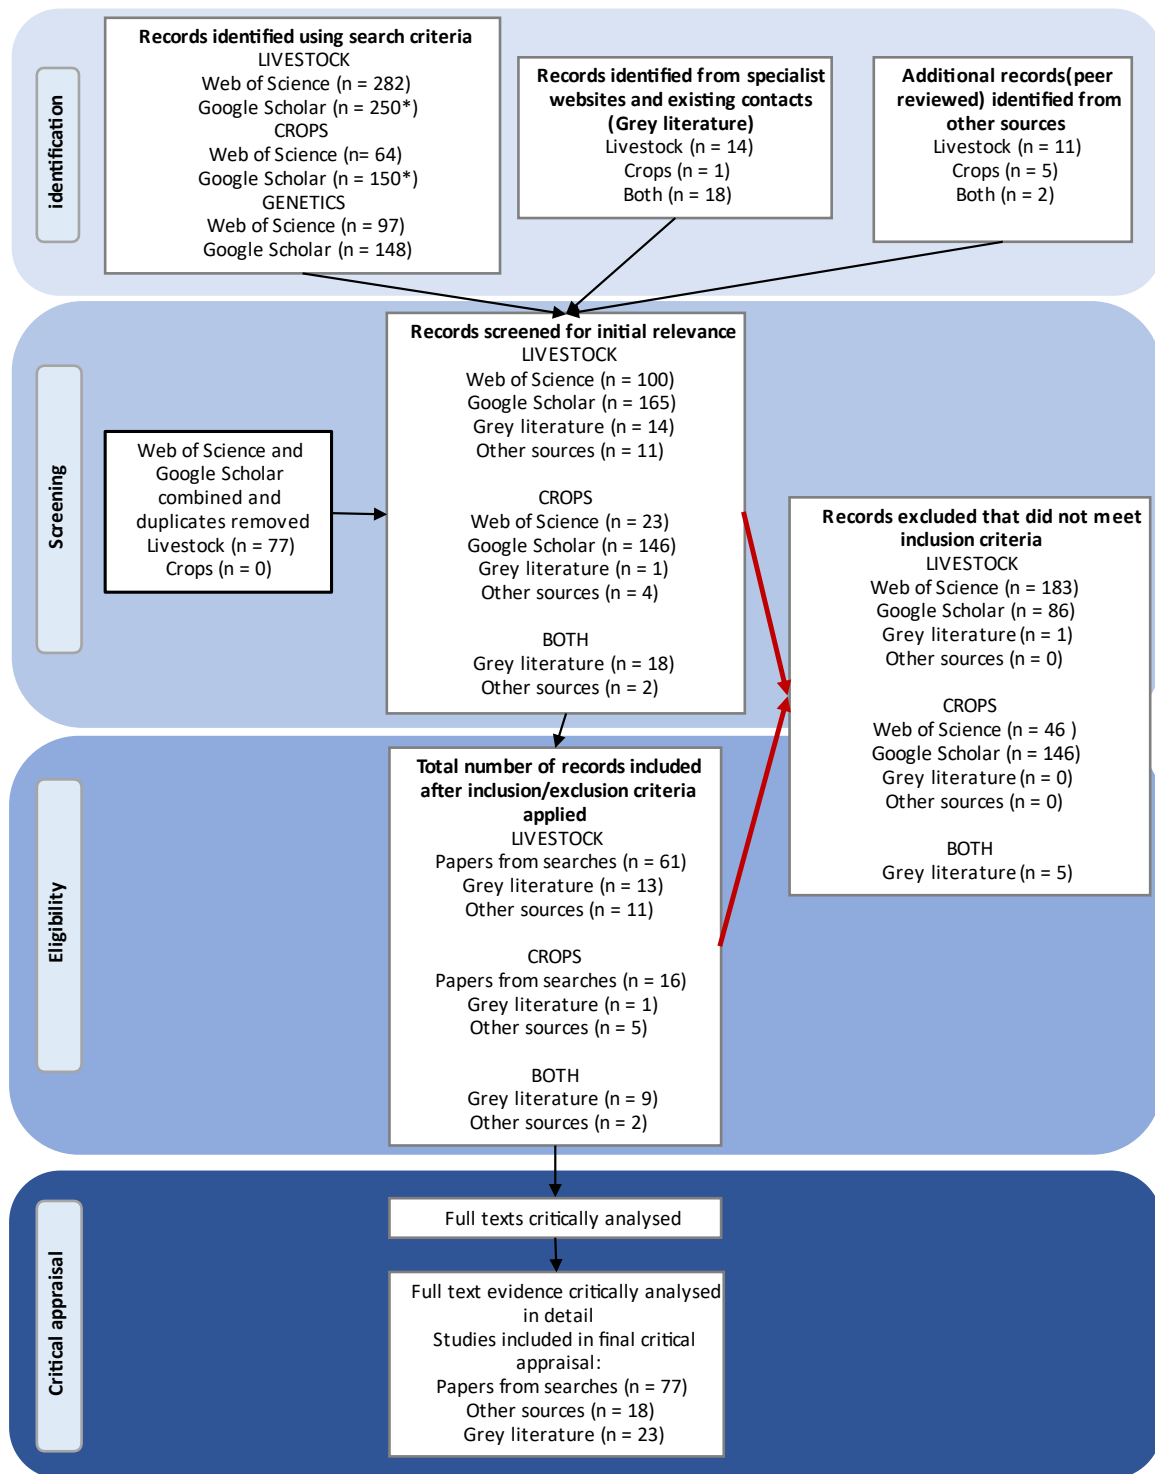 identification
Records identified using search criteria
LIVESTOCK
Web of Science (n = 282)
Google Scholar (n = 250*)
CROPS
Web of Science (n= 64)
Google Scholar (n = 150*)
GENETICS
Web of Science (n = 97)
Google Scholar (n = 148)
Records identified from specialist
websites and existing contacts
(Grey literature)
Livestock (n = 14)
Crops (n = 1)
Both (n = 18)
Additional records(peer
reviewed) identified from
other sources
Livestock (n = 11)
Crops (n = 5)
Both (n = 2)
Screening
Web of Science and
Google Scholar
combined and
duplicates removed
Livestock (n = 77)
Crops (n = 0)
Records screened for initial relevance
LIVESTOCK
Web of Science (n = 100)
Google Scholar (n = 165)
Grey literature (n = 14)
Other sources (n = 11)
CROPS
Web of Science (n = 23)
Google Scholar (n = 146)
Grey literature (n = 1)
Other sources (n = 4)
BOTH
Grey literature (n = 18)
Other sources (n = 2)
Records excluded that did not meet
inclusion criteria
LIVESTOCK
Web of Science (n = 183)
Google Scholar (n = 86)
Grey literature (n = 1)
Other sources (n = 0)
CROPS
Web of Science (n = 46 )
Google Scholar (n = 146)
Grey literature (n = 0)
Other sources (n = 0)
BOTH
Grey literature (n = 5)
Eligibility
Total number of records included
after inclusion/exclusion criteria
applied
LIVESTOCK
Papers from searches (n = 61)
Grey literature (n = 13)
Other sources (n = 11)
CROPS
Papers from searches (n = 16)
Grey literature (n = 1)
Other sources (n = 5)
BOTH
Grey literature (n = 9)
Other sources (n = 2)
Critical appraisal
Full texts critically analysed
Full text evidence critically analysed
in detail
Studies included in final critical
appraisal:
Papers from searches (n = 77)
Other sources (n = 18)
Grey literature (n = 23)